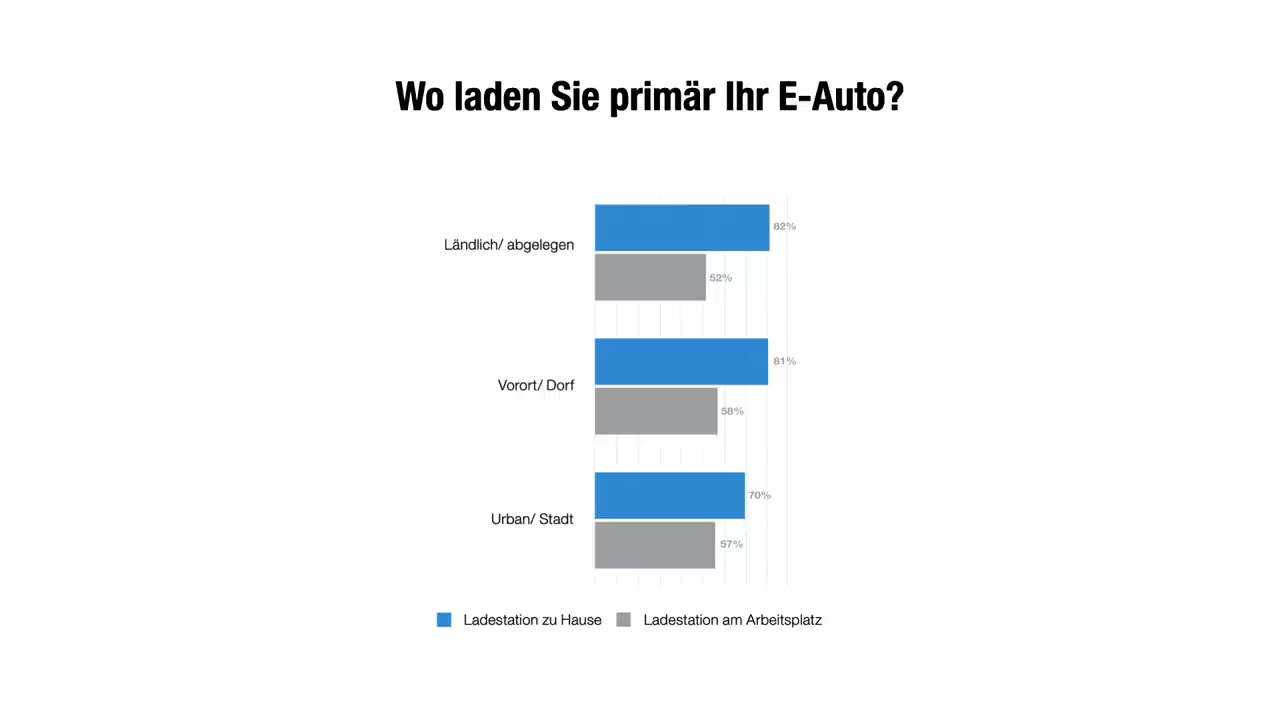 Wo laden Sie primär Ihr E-Auto?
82%
Ländlich/ abgelegen
52%
81%
Vorort/ Dorf
58%
70%
Urban/ Stadt
57%
Ladestation zu Hause
Ladestation am Arbeitsplatz